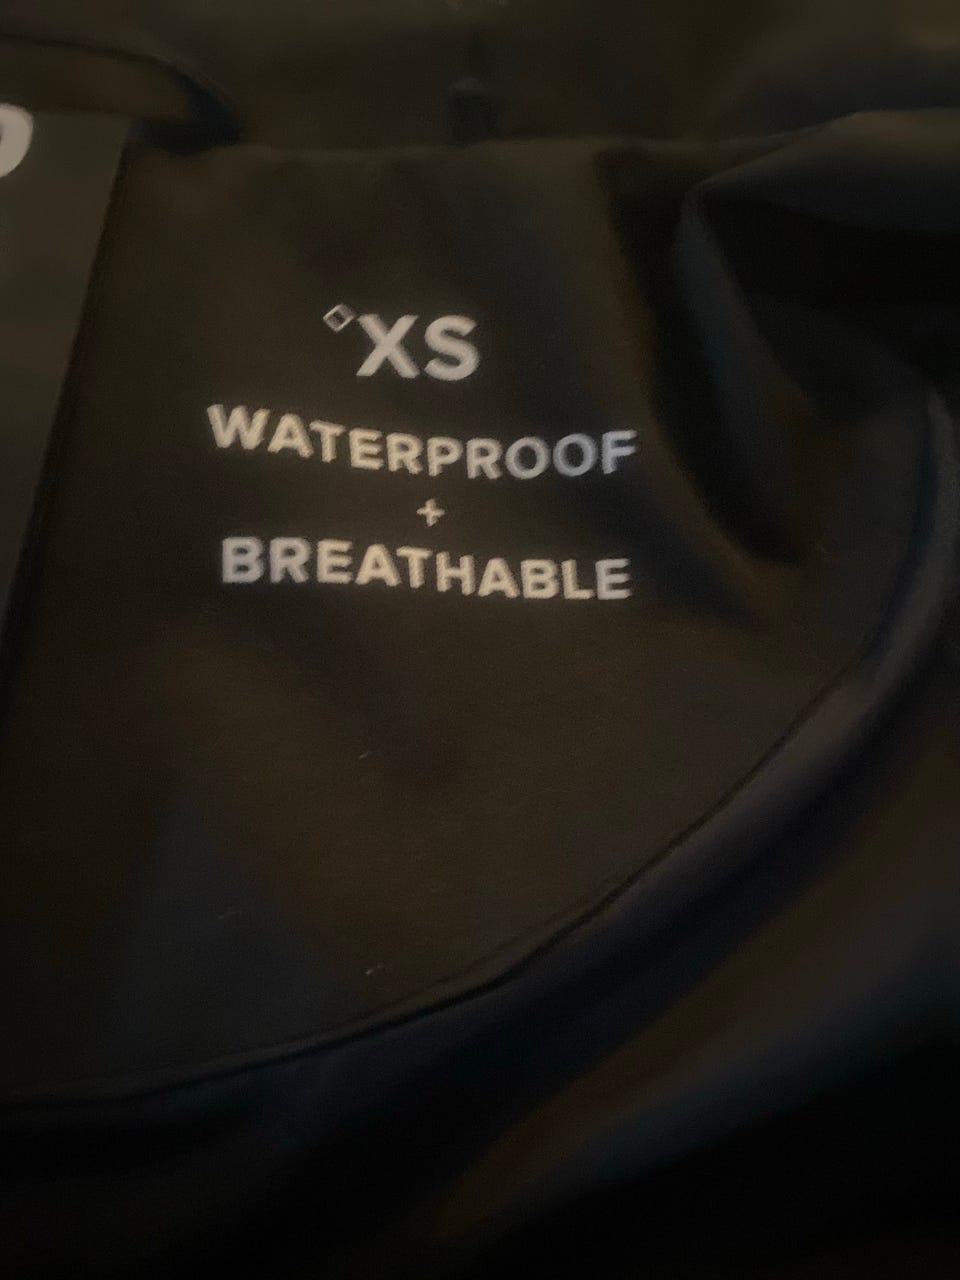 XS
WATERPROOF
+
BREATHABLE